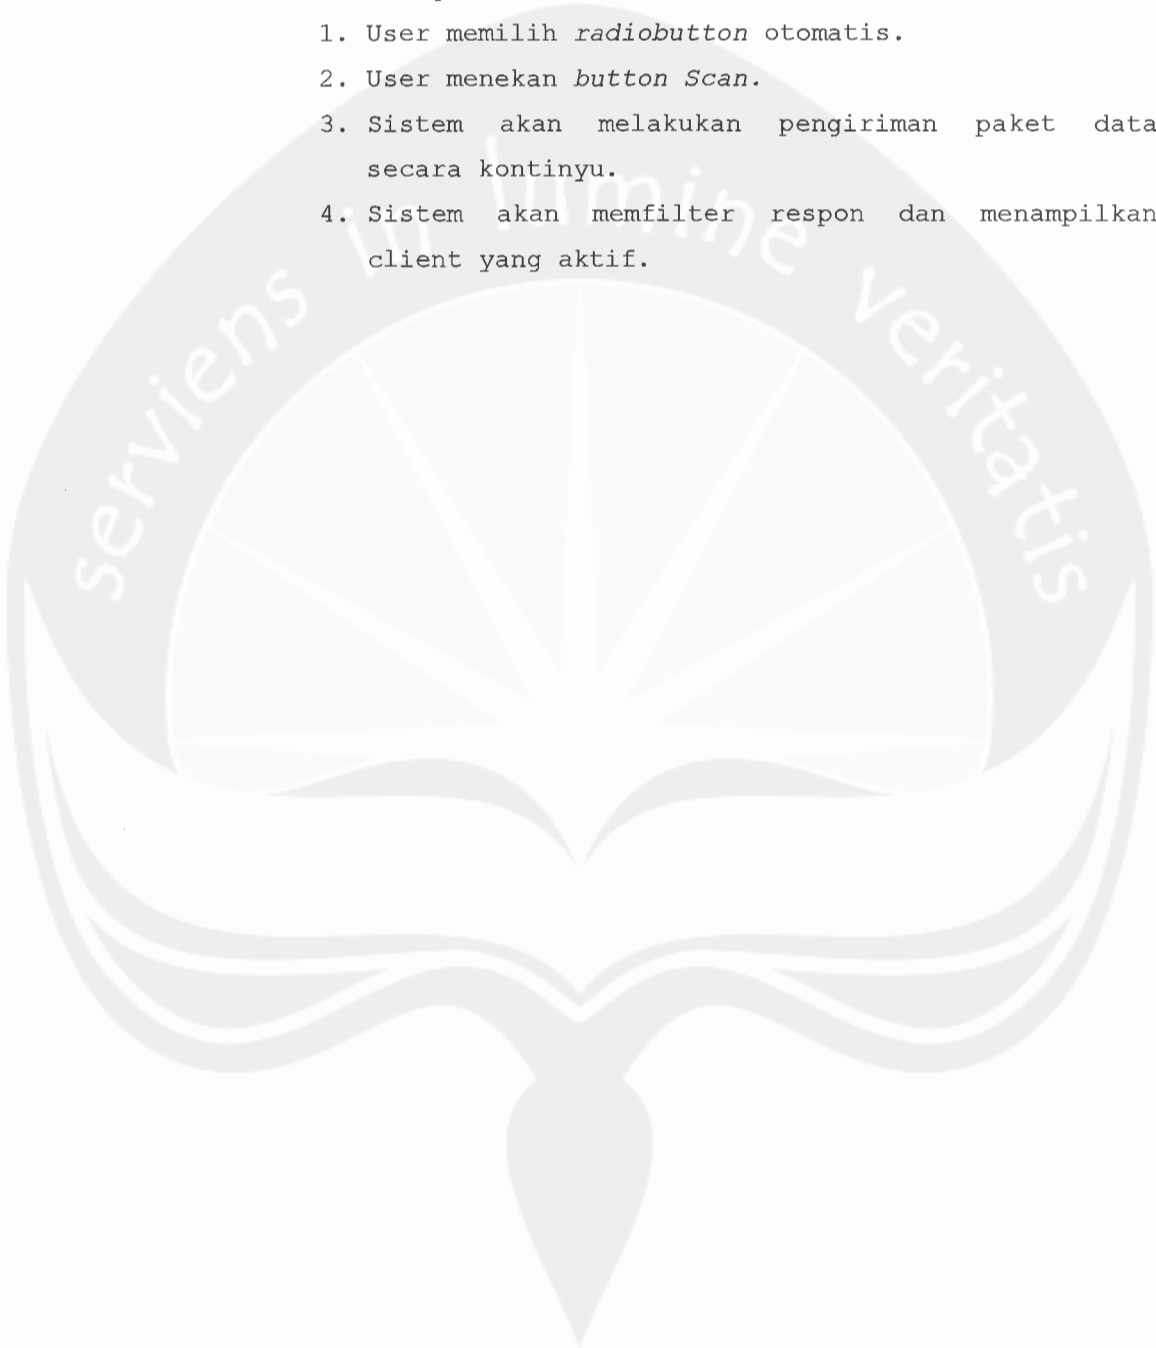 1. User memilih radiobutton otomatis.
2. User menekan button Scan.
3. Sistem akan melakukan pengiriman paket data
secara kontinyu.
4. Sistem akan memfilter respon dan menampilkan
client yang aktif.
serviens in lumine veritatis